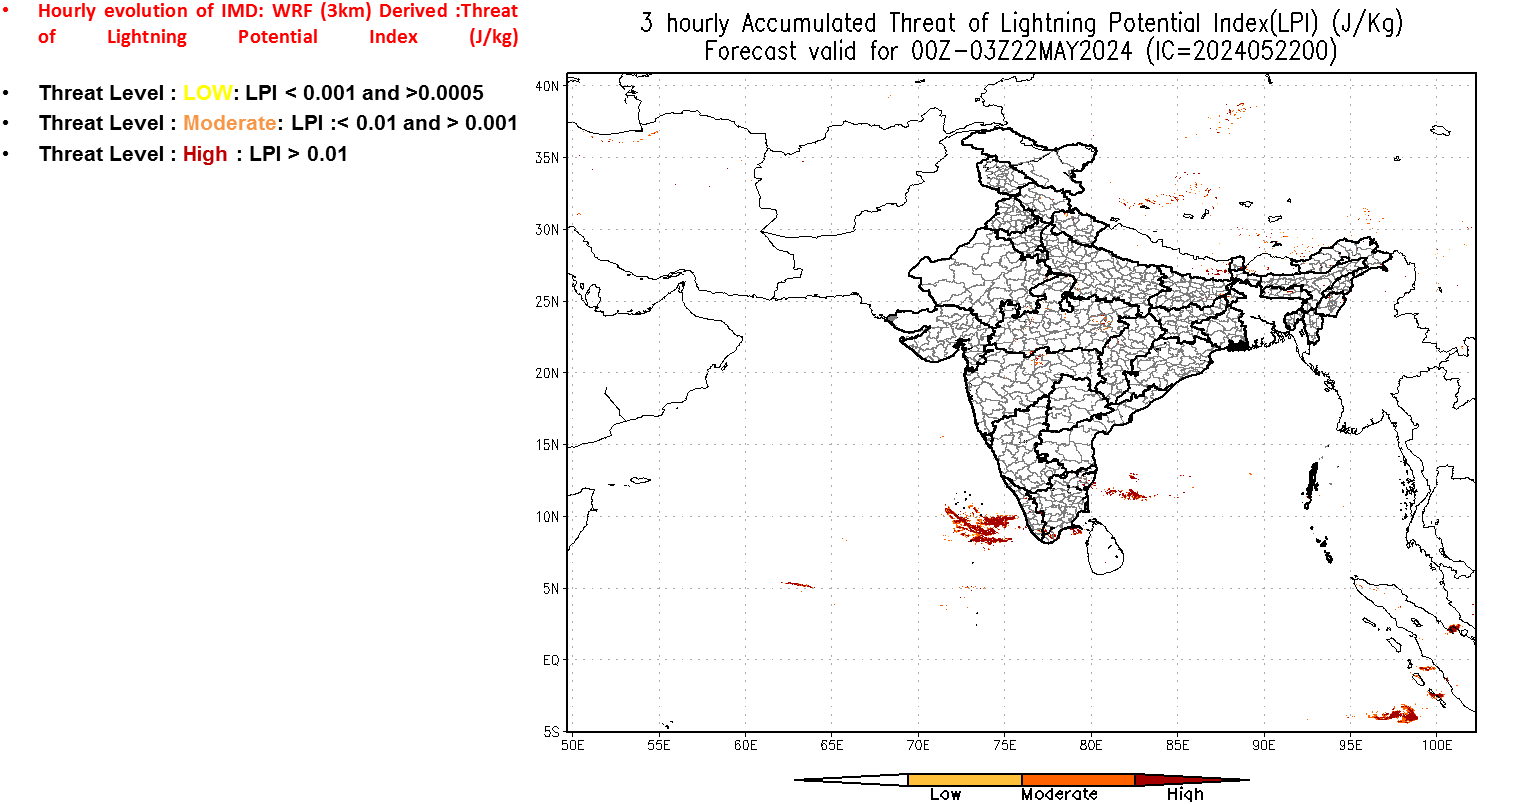 • Hourly evolution of IMD: WRF (3km) Derived :Threat
of Lightning Potential Index (J/kg)
• Threat Level : LOW: LPI < 0.001 and >0.0005
• Threat Level : Moderate: LPI :< 0.01 and > 0.001
• Threat Level : High : LPI > 0.01
3 hourly Accumulated Threat of Lightning Potential Index(LPI) (J/Kg)
Forecast valid for 00Z-03Z22MAY2024 (IC=2024052200)
40N
35N
30N
25N
20N
15N
10N
5N
EQ
5S
50E 55E 60E 65E 70E 75E 80E 85E 90E 95E 100E
Low Moderate High